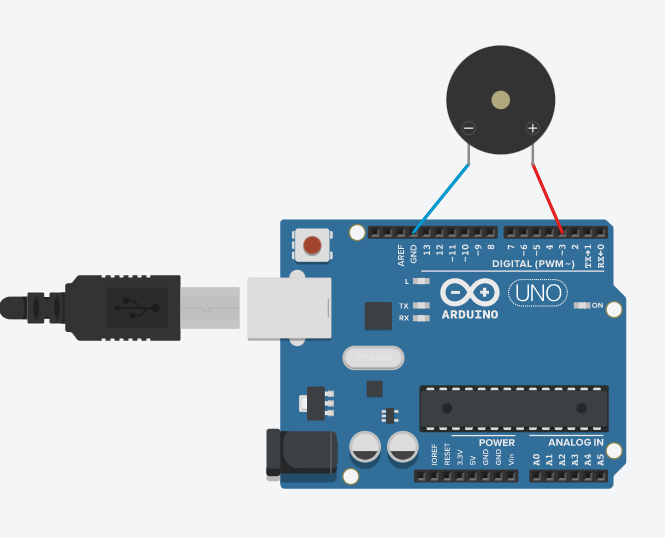 − +
AREF
GND
13
12
~11
~10
~9
8
7
~6
~5
4
~3
2
TX→1
RX←0
DIGITAL (PWM~)
L
TX
RX
ARDUINO
UNO
ON
POWER
ANALOG IN
IOREF
RESET
3.3V
5V
GND
GND
Vin
A0
A1
A2
A3
A4
A5